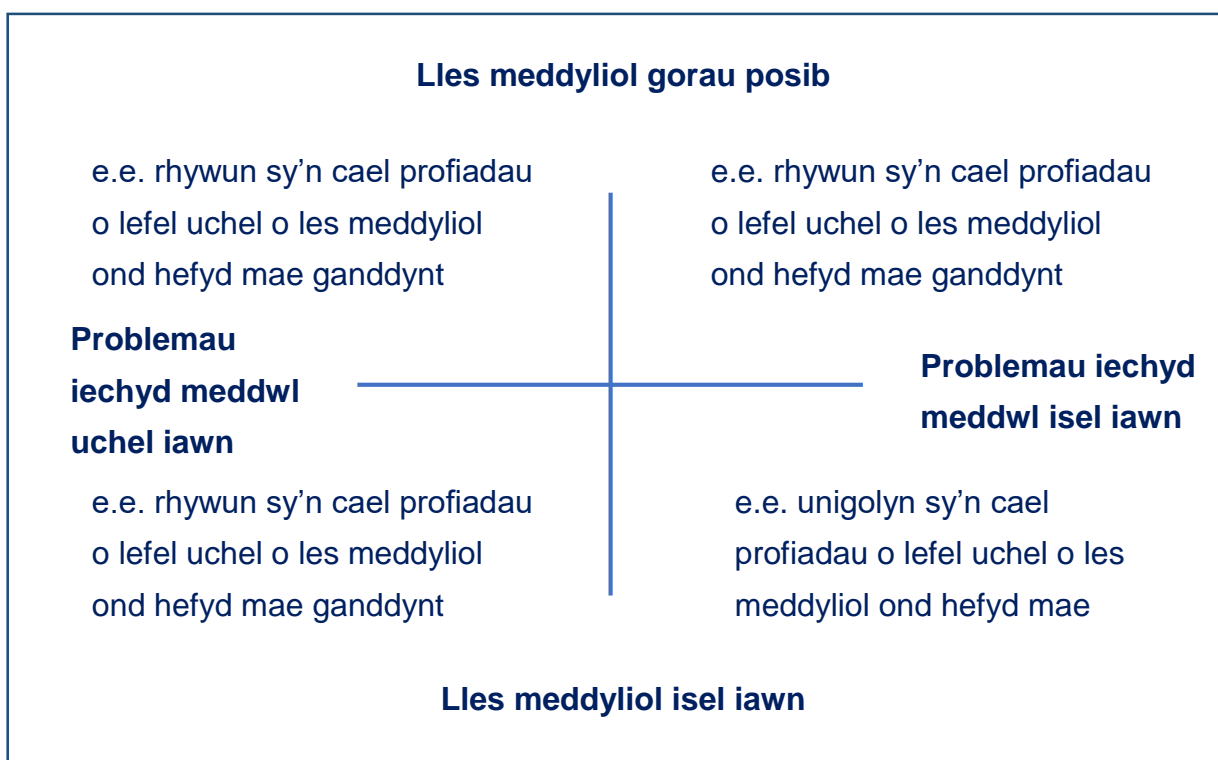 Lles meddyliol gorau posib
e.e. rhywun sy'n cael profiadau
o lefel uchel o les meddyliol
ond hefyd mae ganddynt
e.e. rhywun sy'n cael profiadau
o lefel uchel o les meddyliol
ond hefyd mae ganddynt
Problemau
iechyd meddwl
uchel iawn
Problemau iechyd
meddwl isel iawn
e.e. rhywun sy'n cael profiadau
o lefel uchel o les meddyliol
ond hefyd mae ganddynt
e.e. unigolyn sy'n cael
profiadau o lefel uchel o les
meddyliol ond hefyd mae
Lles meddyliol isel iawn